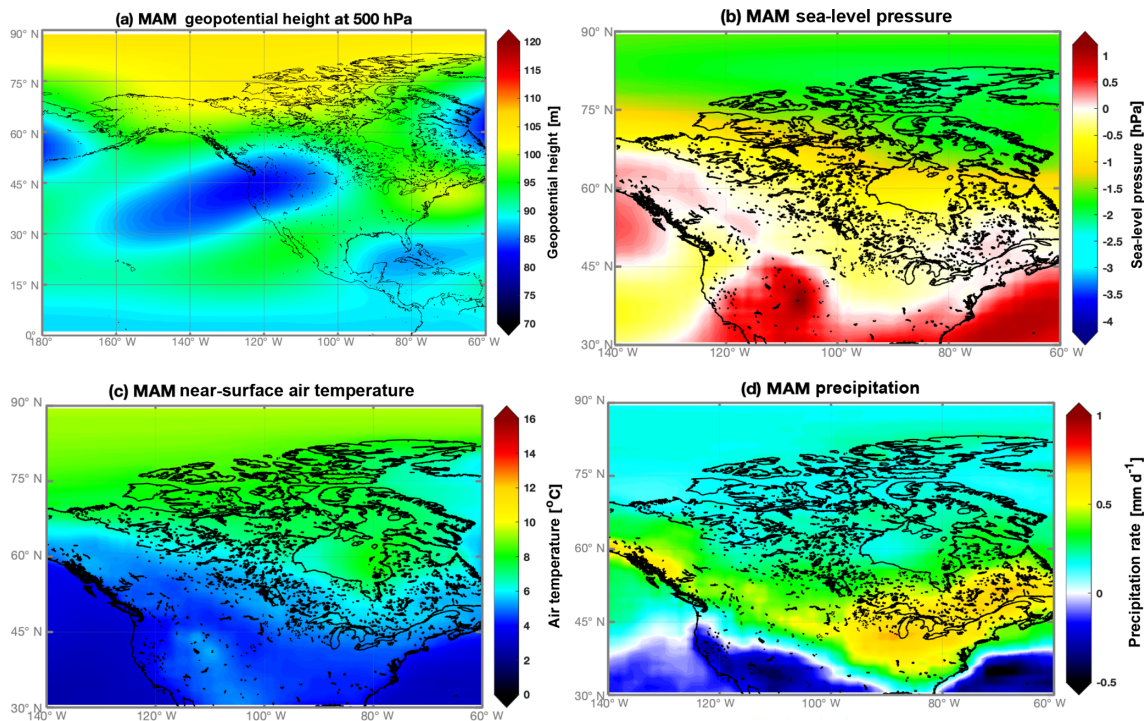 (a) MAM geopotential height at 500 hPa
90° N
75° N
60° N
45° N
30° N
15° N
0°
180° 160° W 140° W 120° W 100° W 80° W 60° W
120
115
110
105
100
95
90
85
80
75
70
Geopotential height [m]
(b) MAM sea-level pressure
90° N
75° N
60° N
45° N
30° N
140° W 120° W 100° W 80° W 60° W
1
0.5
0
-0.5
-1
-1.5
-2
-2.5
-3
-3.5
-4
Sea-level pressure [hPa]
(c) MAM near-surface air temperature
90° N
75° N
60° N
45° N
30° N
140° W 120° W 100° W 80° W 60° W
16
14
12
10
8
6
4
2
0
Air temperature [°C]
(d) MAM precipitation
90° N
75° N
60° N
45° N
30° N
140° W 120° W 100° W 80° W 60° W
1
0.5
0
-0.5
Precipitation rate [mm d⁻¹]